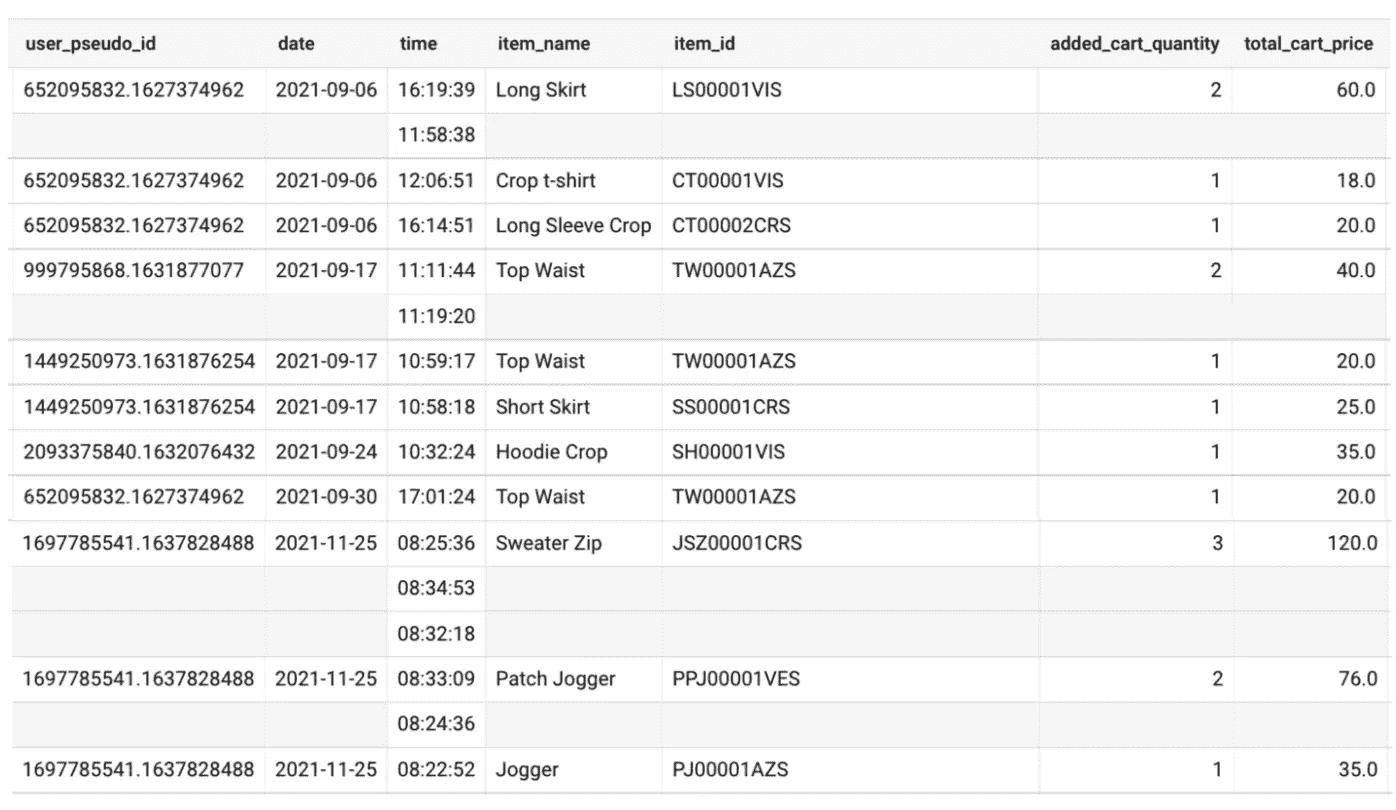 user_pseudo_id date time item_name item_id added_cart_quantity total_cart_price
652095832.1627374962 2021-09-06 16:19:39 Long Skirt LS00001VIS 2 60.0
11:58:38
652095832.1627374962 2021-09-06 12:06:51 Crop t-shirt CT00001VIS 1 18.0
652095832.1627374962 2021-09-06 16:14:51 Long Sleeve Crop CT00002CRS 1 20.0
999795868.1631877077 2021-09-17 11:11:44 Top Waist TW00001AZS 2 40.0
11:19:20
1449250973.1631876254 2021-09-17 10:59:17 Top Waist TW00001AZS 1 20.0
1449250973.1631876254 2021-09-17 10:58:18 Short Skirt SS00001CRS 1 25.0
2093375840.1632076432 2021-09-24 10:32:24 Hoodie Crop SH00001VIS 1 35.0
652095832.1627374962 2021-09-30 17:01:24 Top Waist TW00001AZS 1 20.0
1697785541.1637828488 2021-11-25 08:25:36 Sweater Zip JSZ00001CRS 3 120.0
08:34:53
08:32:18
1697785541.1637828488 2021-11-25 08:33:09 Patch Jogger PPJ00001VES 2 76.0
08:24:36
1697785541.1637828488 2021-11-25 08:22:52 Jogger PJ00001AZS 1 35.0